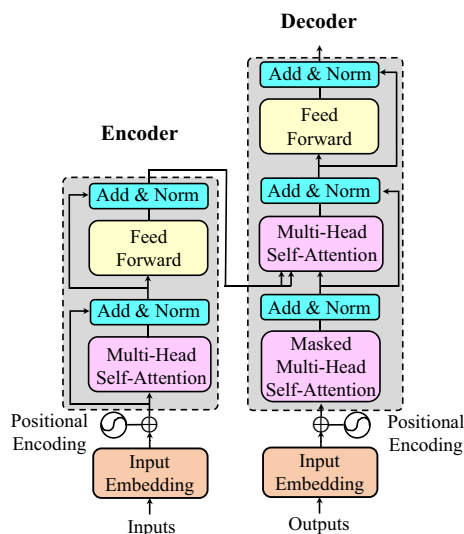 Decoder
Add & Norm
Feed
Forward
Add & Norm
Multi-Head
Self-Attention
Add & Norm
Masked
Multi-Head
Self-Attention
Positional
Encoding
Input
Embedding
Outputs
Encoder
Add & Norm
Feed
Forward
Add & Norm
Multi-Head
Self-Attention
Positional
Encoding
Input
Embedding
Inputs